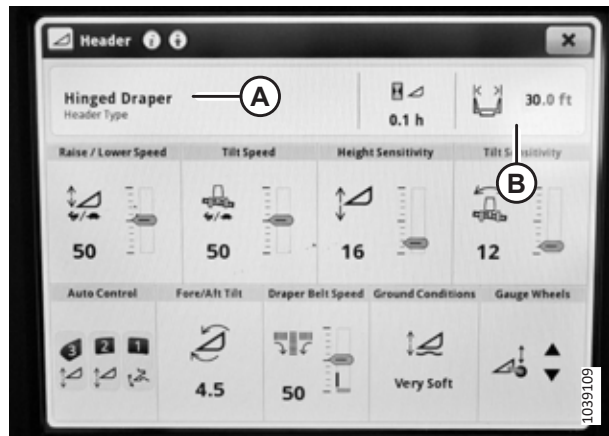 Header
Hinged Draper
Header Type
A
0.1 h
30.0 ft
B
Raise / Lower Speed
Tilt Speed
Height Sensitivity
Tilt Sensitivity
50
50
16
12
Auto Control
Fore/Aft Tilt
Draper Belt Speed
Ground Conditions
Gauge Wheels
3 2 1
4.5
50
Very Soft
1039109